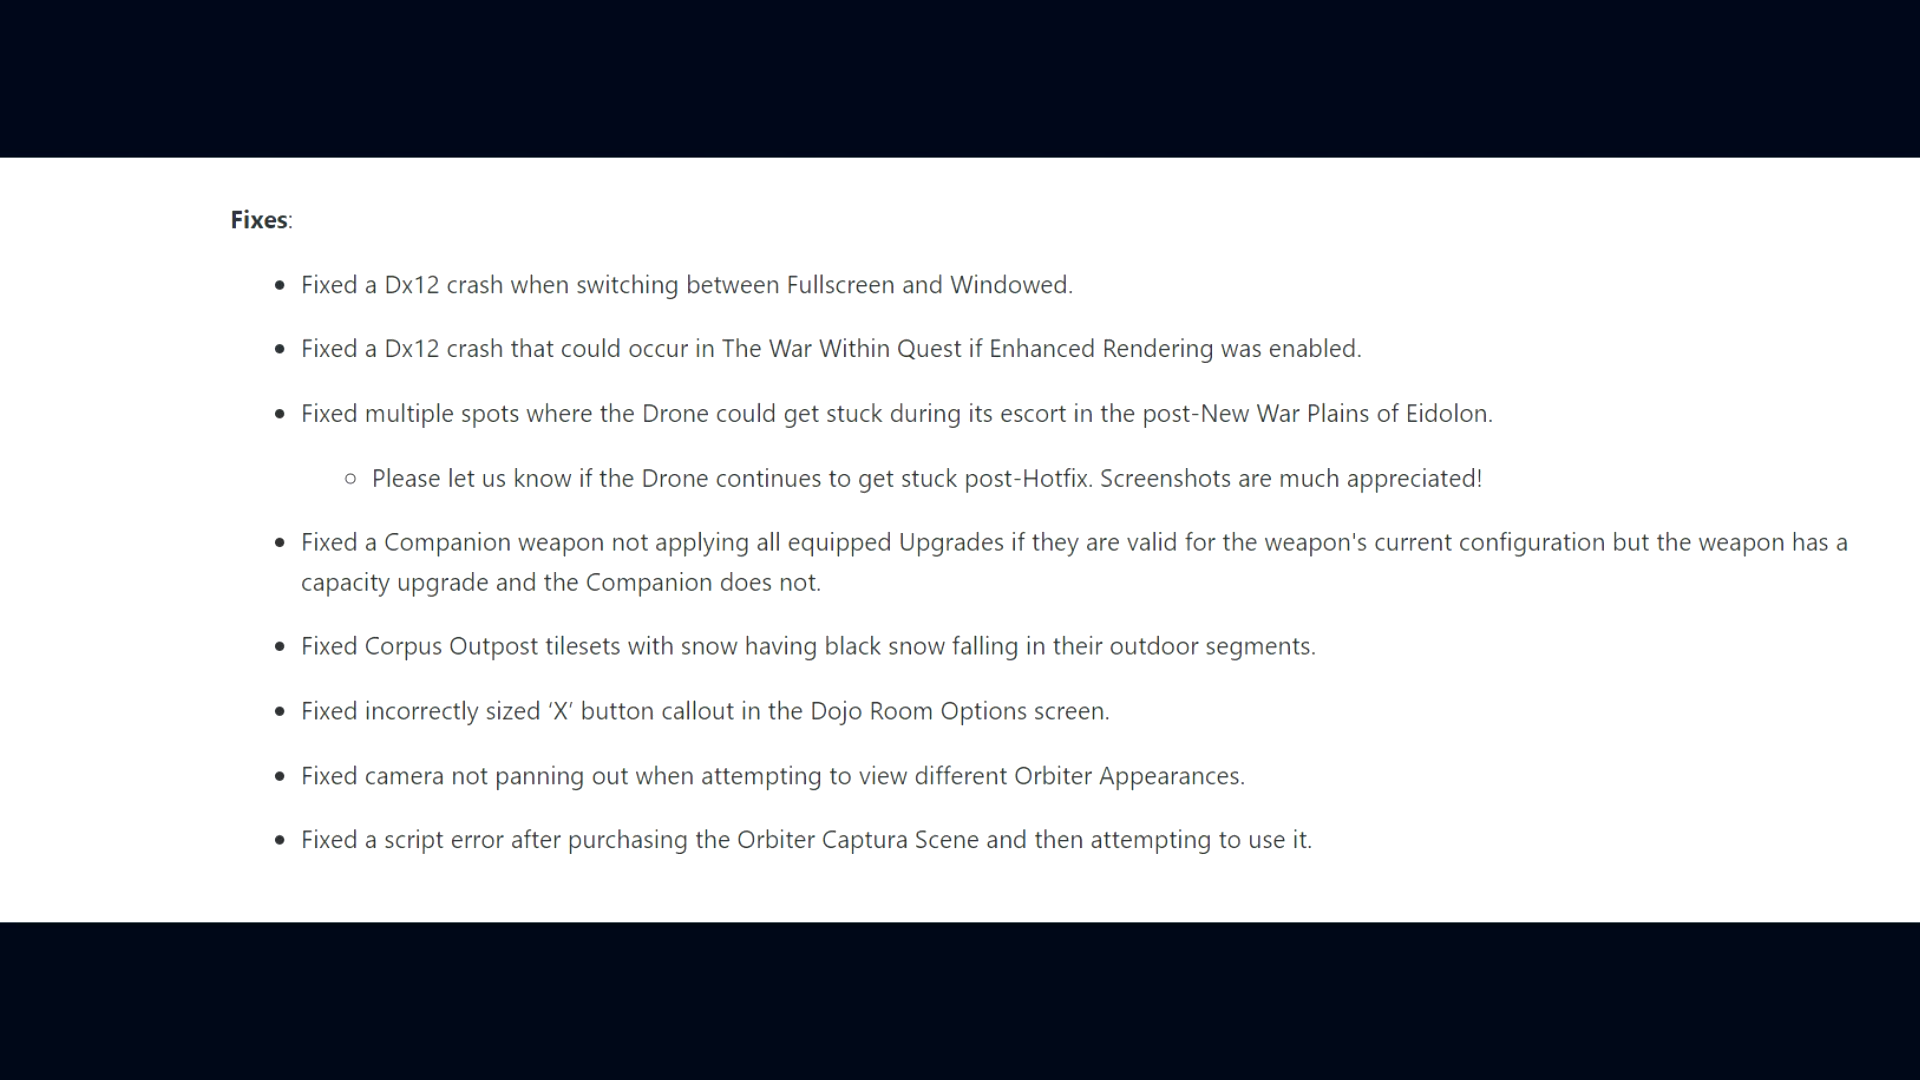 Fixes:
• Fixed a Dx12 crash when switching between Fullscreen and Windowed.
• Fixed a Dx12 crash that could occur in The War Within Quest if Enhanced Rendering was enabled.
• Fixed multiple spots where the Drone could get stuck during its escort in the post-New War Plains of Eidolon.
○ Please let us know if the Drone continues to get stuck post-Hotfix. Screenshots are much appreciated!
• Fixed a Companion weapon not applying all equipped Upgrades if they are valid for the weapon's current configuration but the weapon has a
capacity upgrade and the Companion does not.
• Fixed Corpus Outpost tilesets with snow having black snow falling in their outdoor segments.
• Fixed incorrectly sized ‘X’ button callout in the Dojo Room Options screen.
• Fixed camera not panning out when attempting to view different Orbiter Appearances.
• Fixed a script error after purchasing the Orbiter Captura Scene and then attempting to use it.